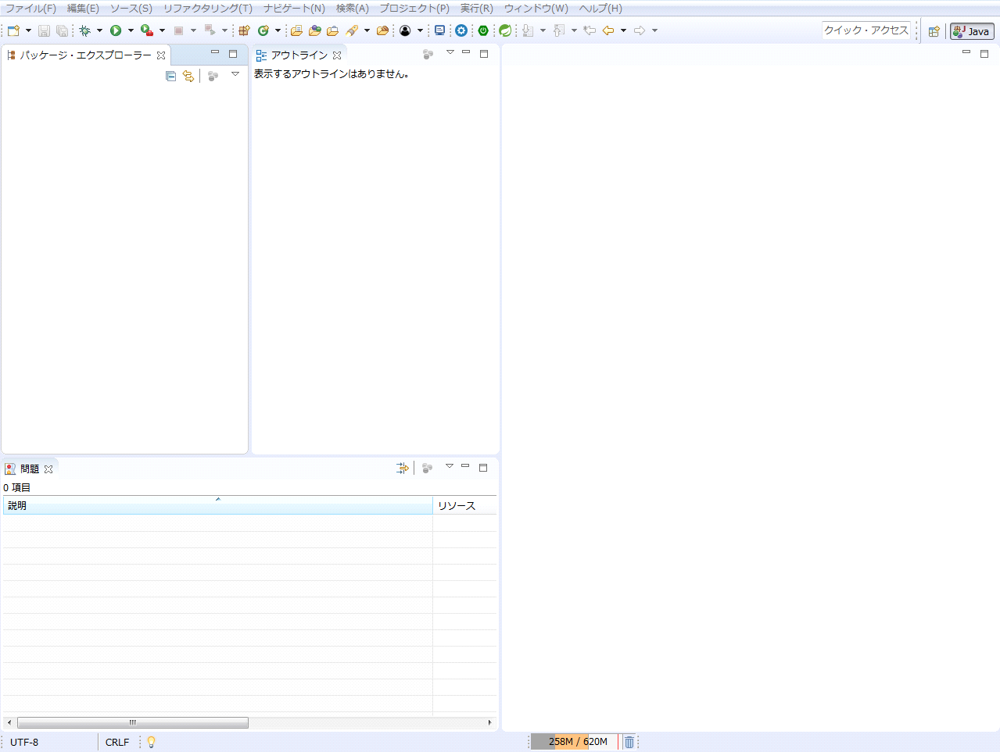 ファイル(F) 編集(E) ソース(S) リファクタリング(T) ナビゲート(N) 検索(A) プロジェクト(P) 実行(R) ウィンドウ(W) ヘルプ(H)
クイック・アクセス
Java
パッケージ・エクスプローラー
アウトライン
表示するアウトラインはありません。
問題
0 項目
説明 リソース
UTF-8 CRLF 258M / 620M